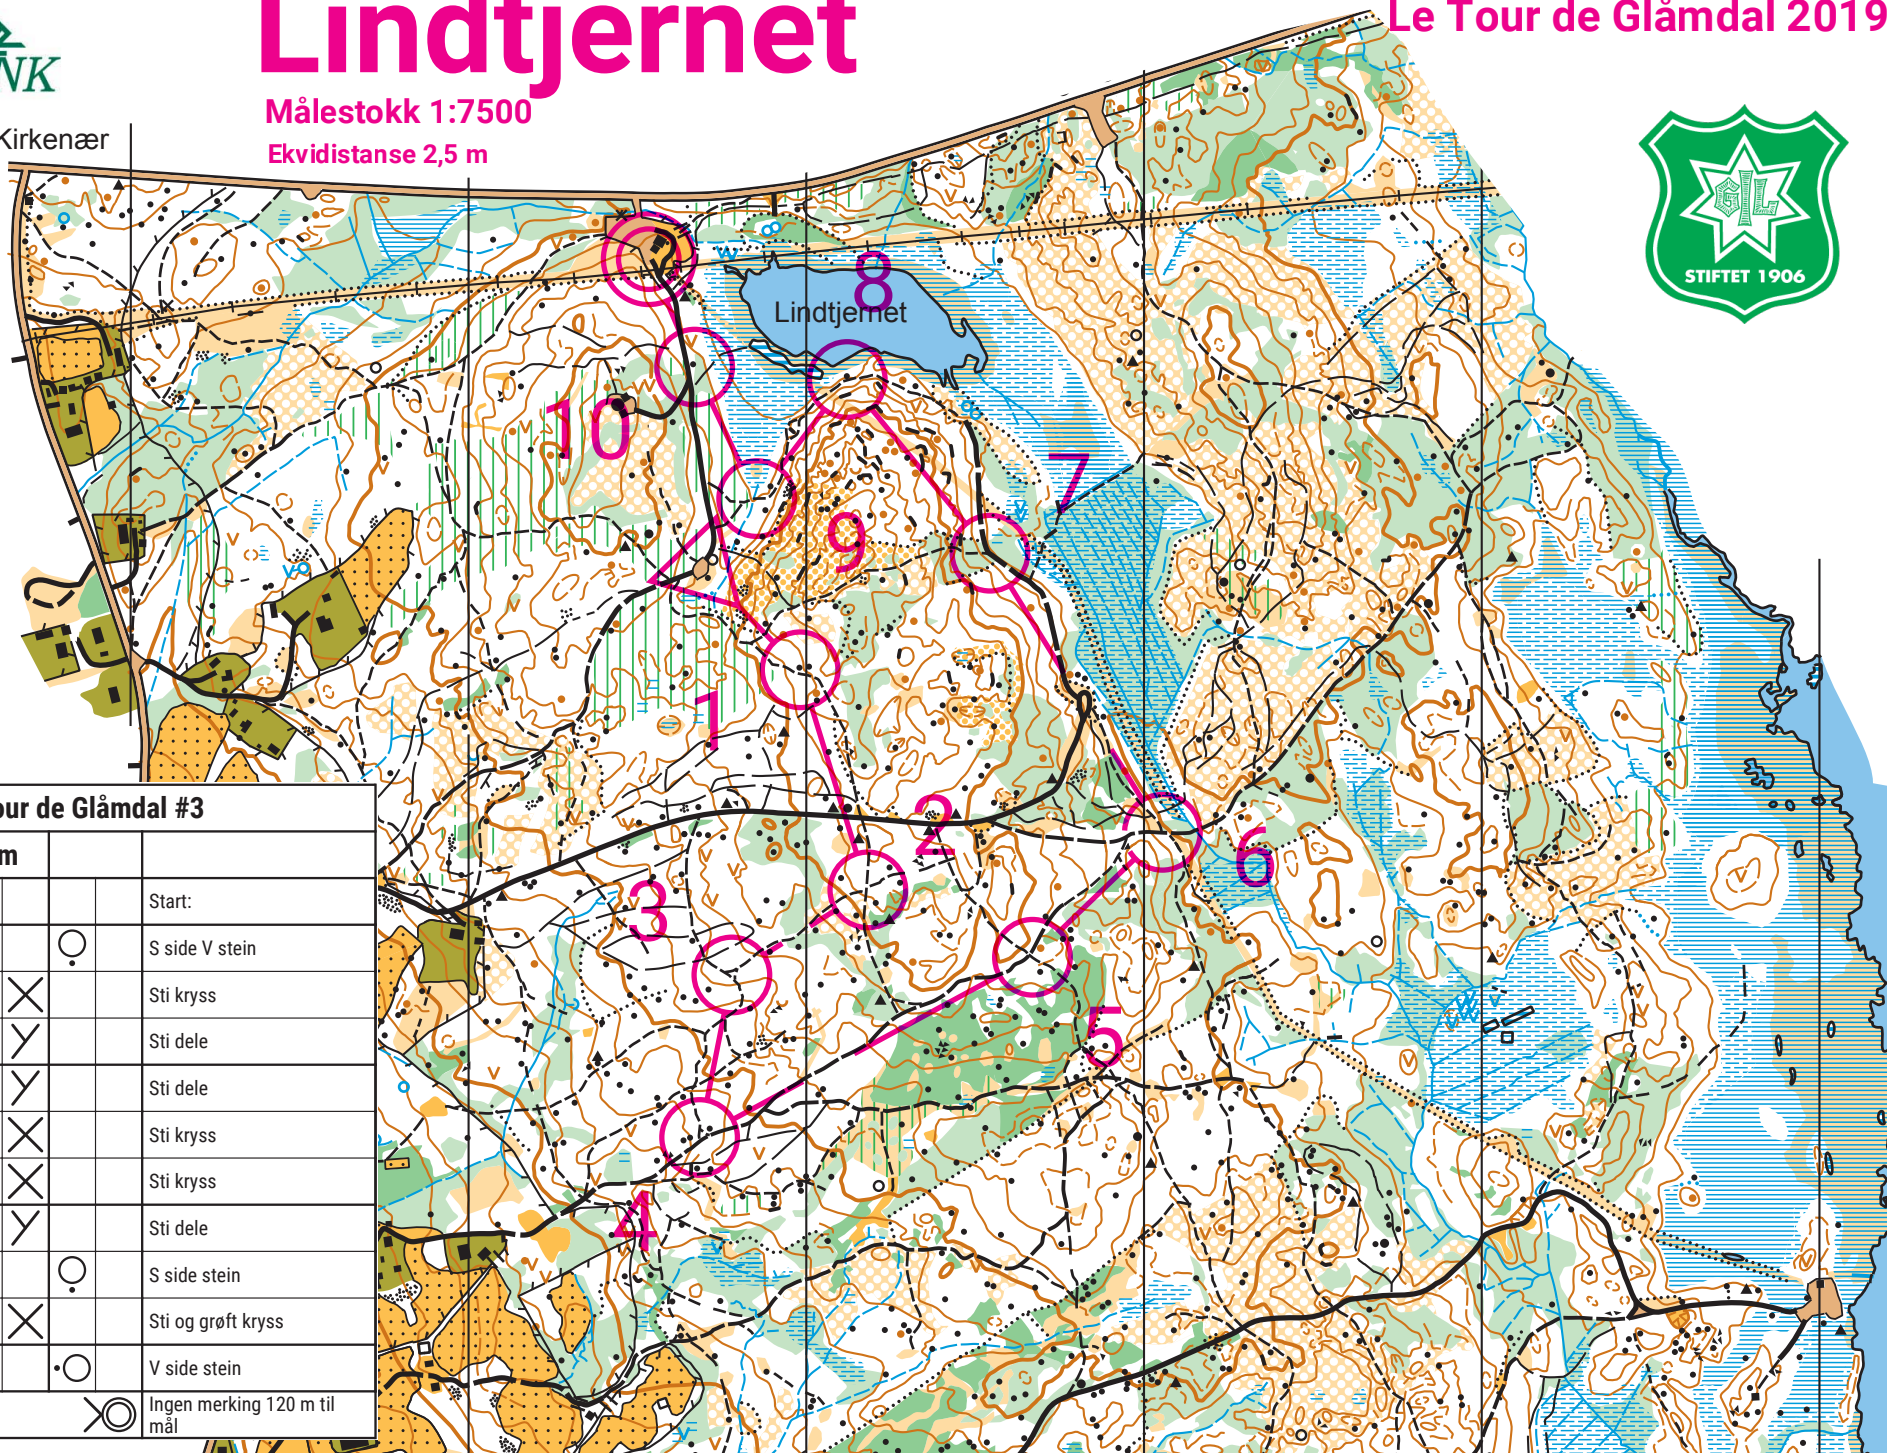 Lindtjernet
Le Tour de Glåmdal 2019
NK
Målestokk 1:7500
Ekvidistanse 2,5 m
Kirkenær
GIL
STIFTET 1906
8
Lindtjernet
10
7
9
1
2
6
3
5
4
our de Glåmdal #3
m
Start:
S side V stein
Sti kryss
Sti dele
Sti dele
Sti kryss
Sti kryss
Sti dele
S side stein
Sti og grøft kryss
V side stein
Ingen merking 120 m til
mål